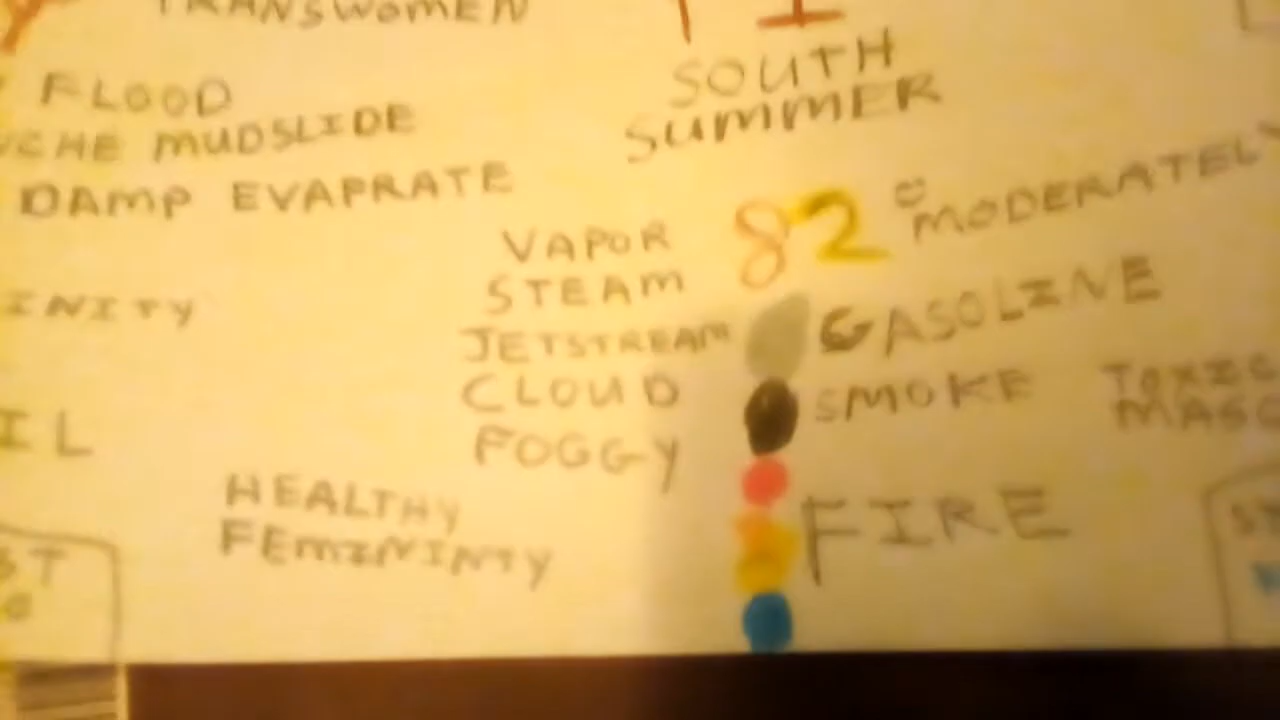 TRANSWOMEN
SOUTH
SUMMER
FLOOD
MUDSLIDE
DAMP EVAPRATE
82 MODERATELY
VAPOR
STEAM
GASOLINE
JETSTREAM
CLOUD
SMOKE TOXIC
FOGGY
HEALTHY
FEMININTY
FIRE